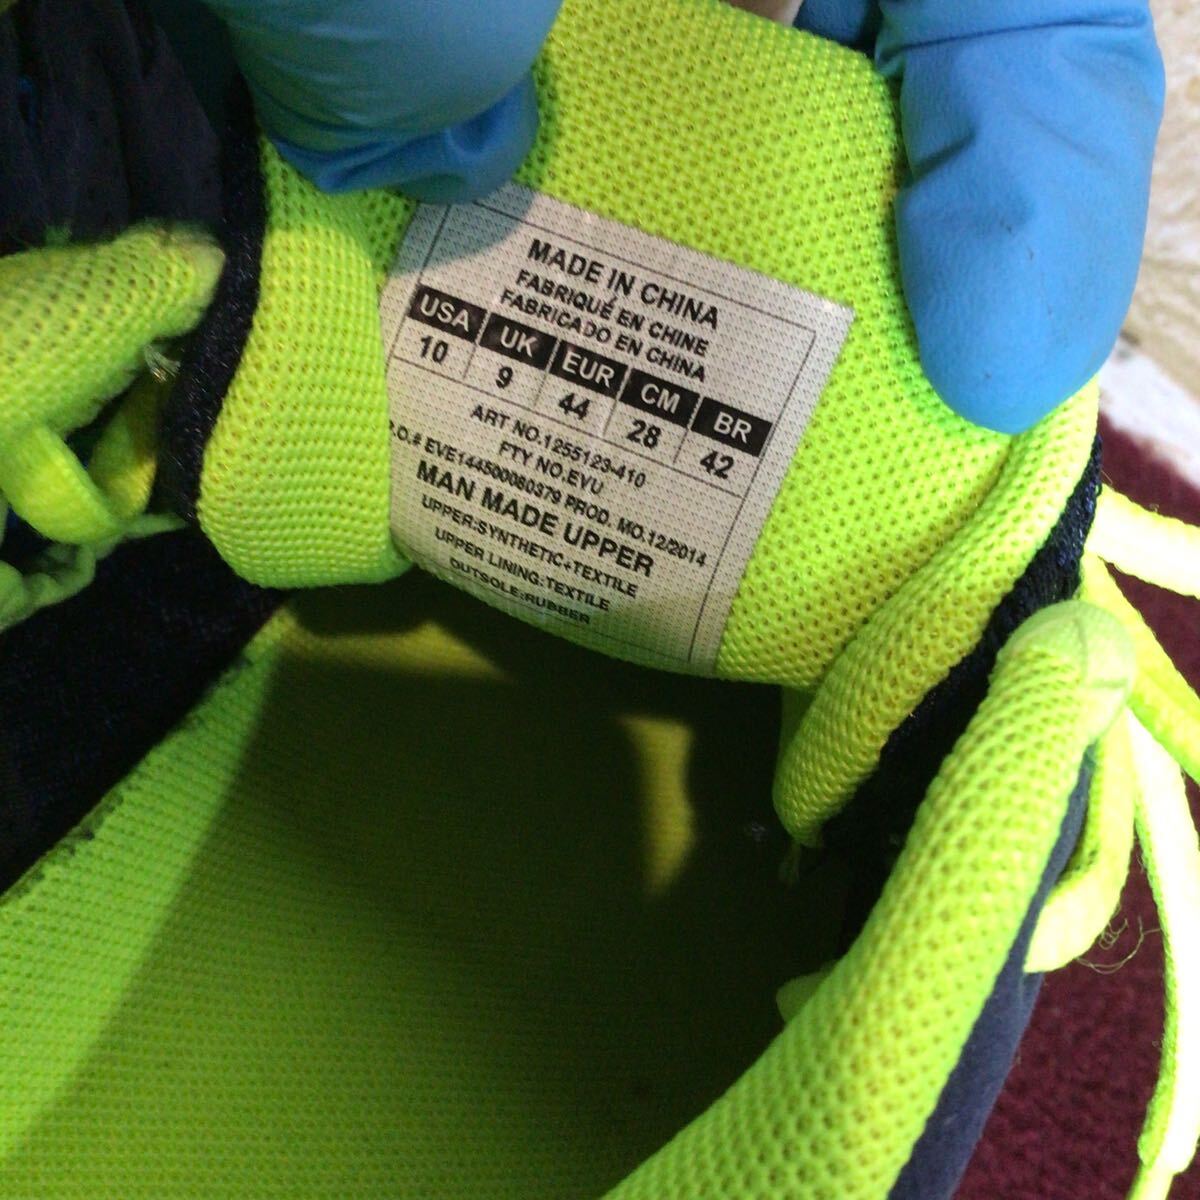 MADE IN CHINA
FABRIQUÉ EN CHINE
FABRICADO EN CHINA
USA UK EUR CM BR
10 9 44 28 42
ART NO.1255123-410
FTY NO.EVU
P.O.# EVE144500080379 PROD. MO.12/2014
MAN MADE UPPER
UPPER:SYNTHETIC+TEXTILE
UPPER LINING:TEXTILE
OUTSOLE:RUBBER